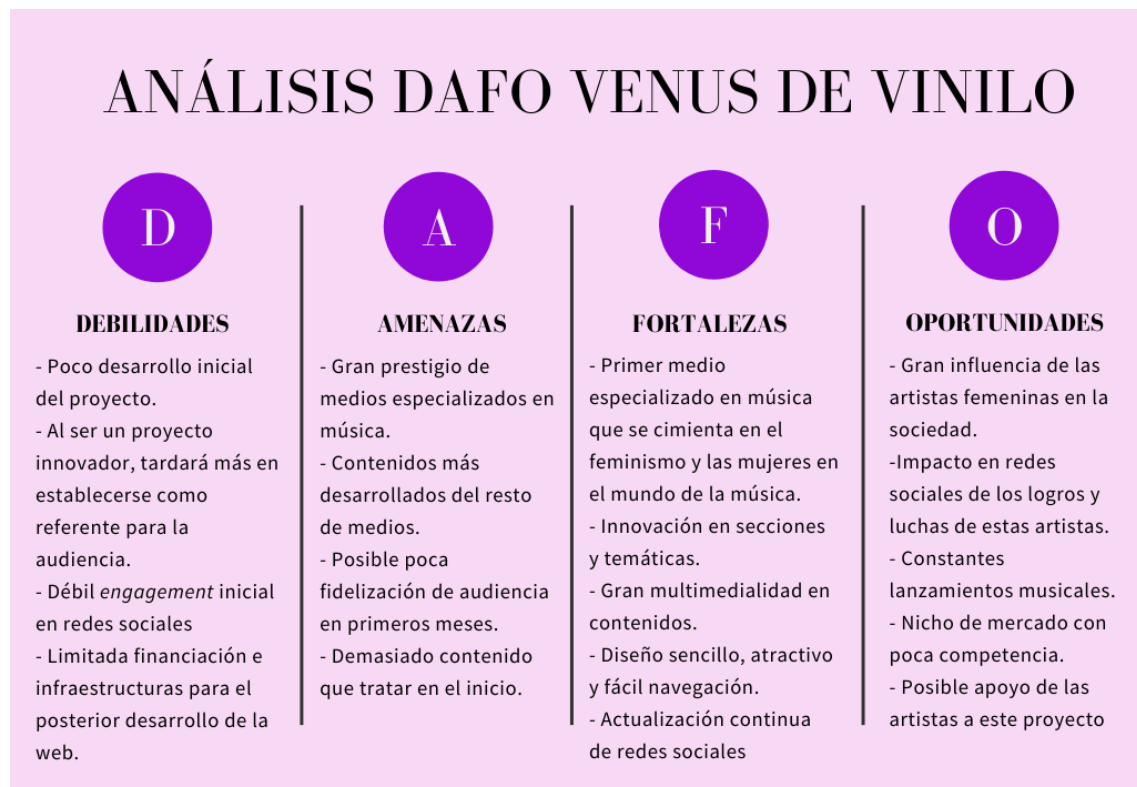 ANÁLISIS DAFO VENUS DE VINILO
D
DEBILIDADES
- Poco desarrollo inicial
del proyecto.
- Al ser un proyecto
innovador, tardará más en
establecerse como
referente para la
audiencia.
- Débil engagement inicial
en redes sociales
- Limitada financiación e
infraestructuras para el
posterior desarrollo de la
web.
A
AMENAZAS
- Gran prestigio de
medios especializados en
música.
- Contenidos más
desarrollados del resto
de medios.
- Posible poca
fidelización de audiencia
en primeros meses.
- Demasiado contenido
que tratar en el inicio.
F
FORTALEZAS
- Primer medio
especializado en música
que se cimienta en el
feminismo y las mujeres en
el mundo de la música.
- Innovación en secciones
y temáticas.
- Gran multimedialidad en
contenidos.
- Diseño sencillo, atractivo
y fácil navegación.
- Actualización continua
de redes sociales
O
OPORTUNIDADES
- Gran influencia de las
artistas femeninas en la
sociedad.
-Impacto en redes
sociales de los logros y
luchas de estas artistas.
- Constantes
lanzamientos musicales.
- Nicho de mercado con
poca competencia.
- Posible apoyo de las
artistas a este proyecto